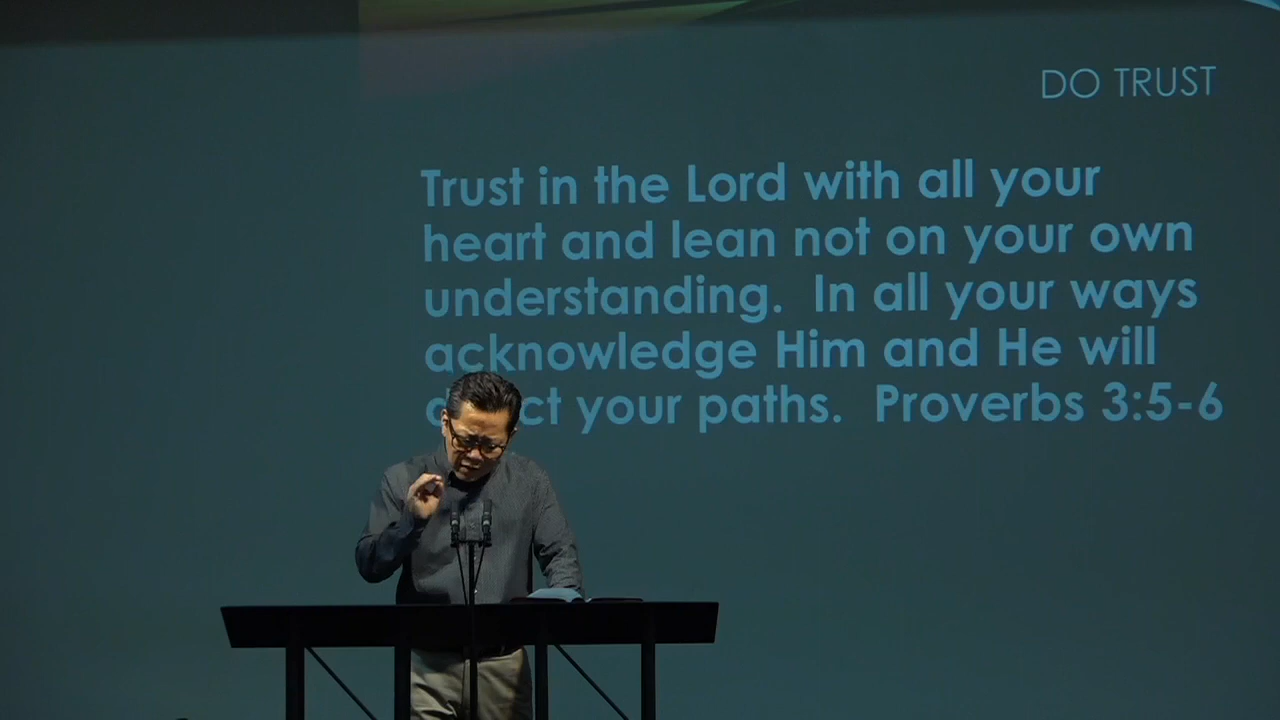 DO TRUST
Trust in the Lord with all your
heart and lean not on your own
understanding.  In all your ways
acknowledge Him and He will
your paths.  Proverbs 3:5-6